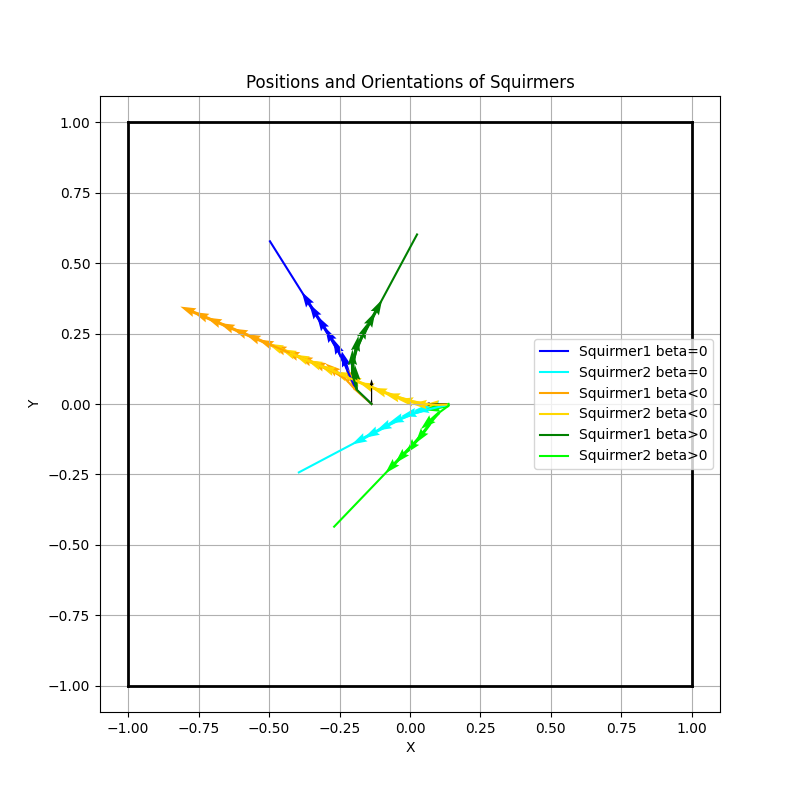 Positions and Orientations of Squirmers
1.00
0.75
0.50
0.25
0.00
−0.25
−0.50
−0.75
−1.00
Y
Squirmer1 beta=0
Squirmer2 beta=0
Squirmer1 beta<0
Squirmer2 beta<0
Squirmer1 beta>0
Squirmer2 beta>0
−1.00 −0.75 −0.50 −0.25 0.00 0.25 0.50 0.75 1.00
X